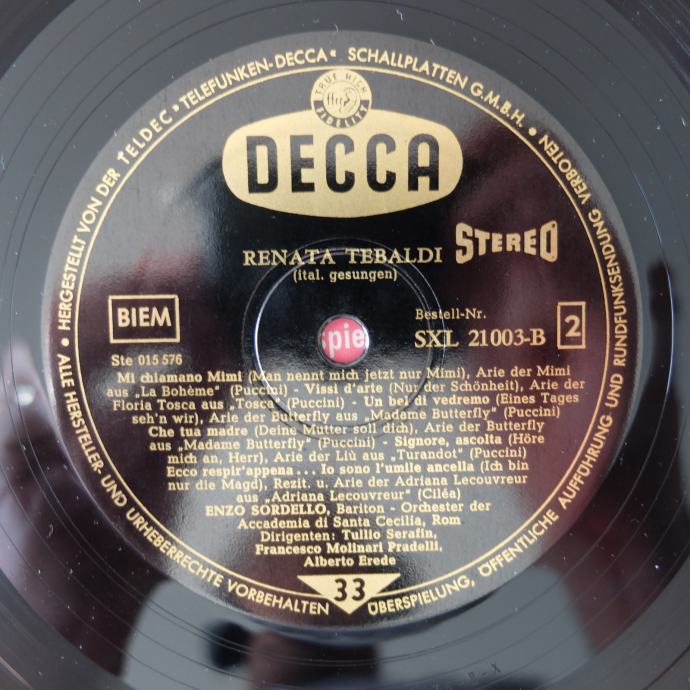 HERGESTELLT VON DER TELDEC • „TELEFUNKEN-DECCA“ SCHALLPLATTEN G.M.B.H. •
ALLE HERSTELLER- UND URHEBERRECHTE VORBEHALTEN
ÜBERSPIELUNG, ÖFFENTLICHE AUFFÜHRUNG UND RUNDFUNKSENDUNG VERBOTEN
TRUE HIGH
ffrr
FIDELITY
DECCA
RENATA TEBALDI STEREO
(ital. gesungen)
BIEM
Bestell-Nr.
SXL 21003-B 2
Ste 015 576
spie
Mi chiamano Mimi (Man nennt mich jetzt nur Mimi), Arie der Mimi
aus „La Bohème“ (Puccini) - Vissi d'arte (Nur der Schönheit), Arie der
Floria Tosca aus „Tosca“ (Puccini) - Un bel di vedremo (Eines Tages
seh'n wir), Arie der Butterfly aus „Madame Butterfly“ (Puccini)
Che tua madre (Deine Mutter soll dich), Arie der Butterfly
aus „Madame Butterfly“ (Puccini) - Signore, ascolta (Höre
mich an, Herr), Arie der Liù aus „Turandot“ (Puccini)
Ecco respir'appena... Io sono l'umile ancella (Ich bin
nur die Magd), Rezit. u. Arie der Adriana Lecouvreur
aus „Adriana Lecouvreur“ (Ciléa)
ENZO SORDELLO, Bariton - Orchester der
Accademia di Santa Cecilia, Rom
Dirigenten: Tullio Serafin,
Francesco Molinari Pradelli,
Alberto Erede
33